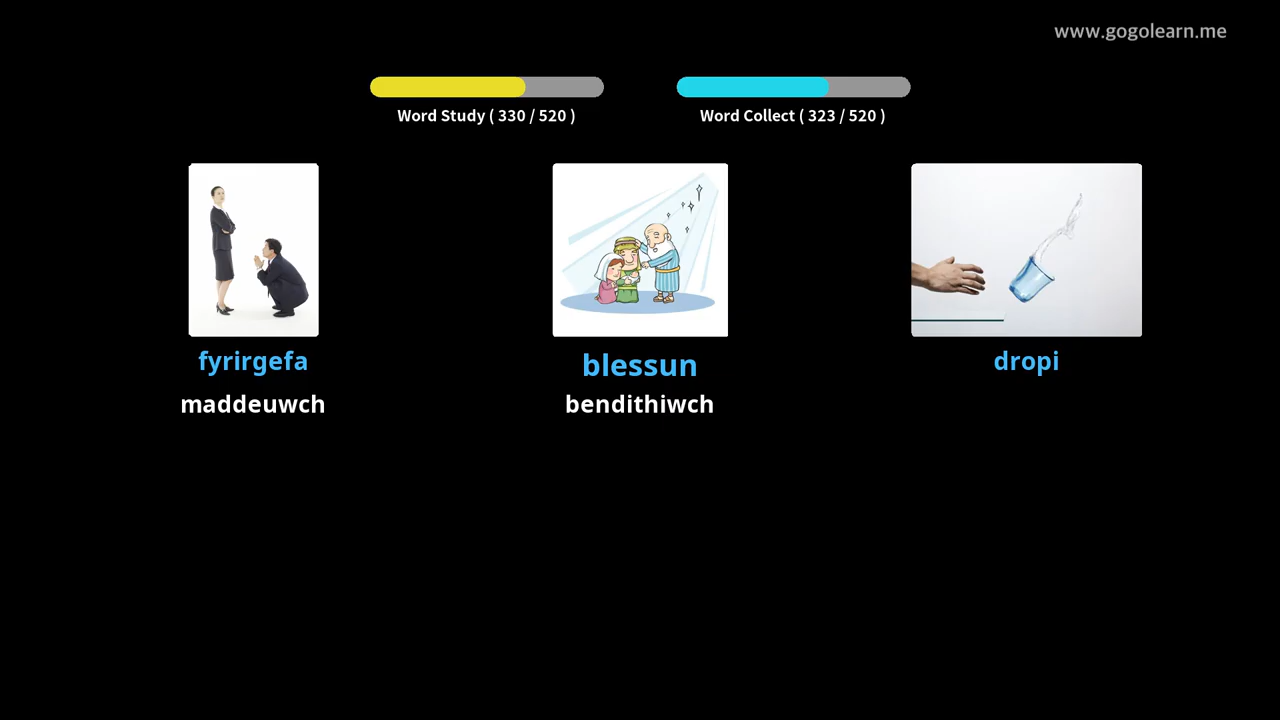 www.gogolearn.me
Word Study ( 330 / 520 )
Word Collect ( 323 / 520 )
fyrirgefa
blessun
dropi
maddeuwch
bendithiwch